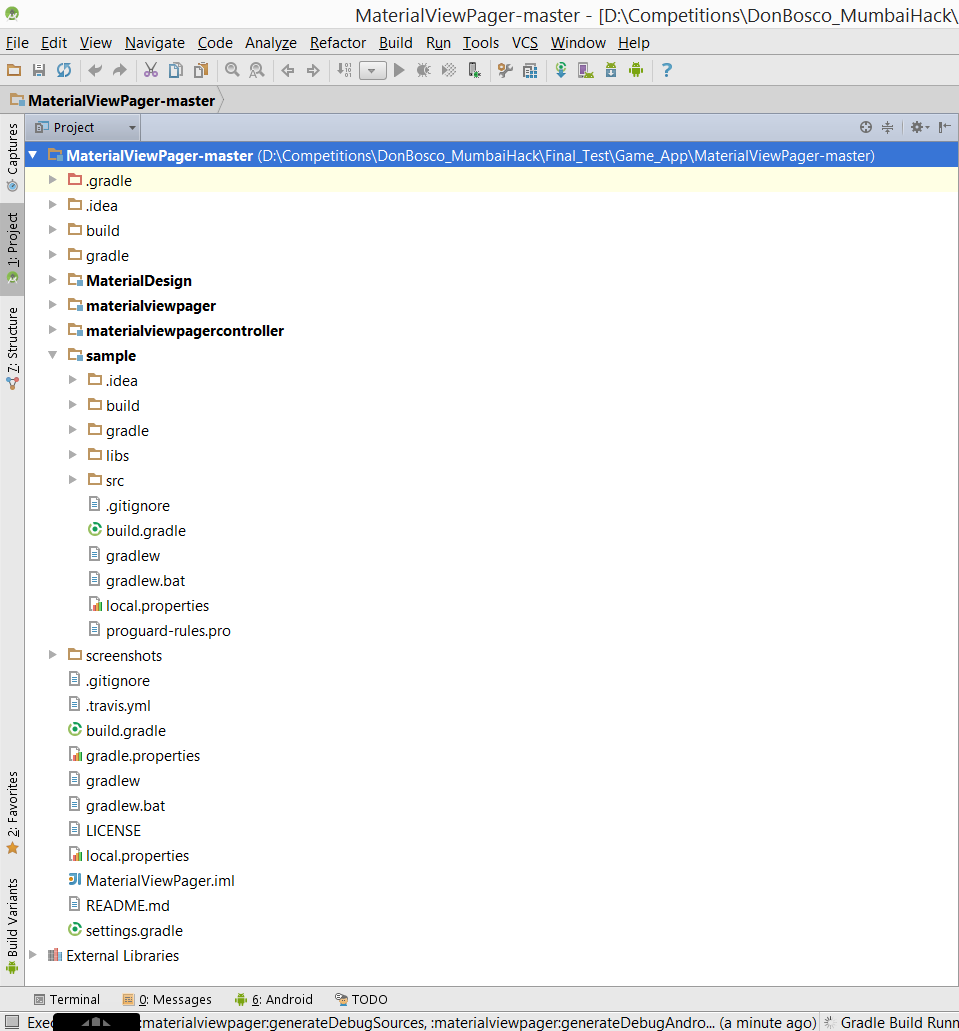 MaterialViewPager-master - [D:\Competitions\DonBosco_MumbaiHack\
File Edit View Navigate Code Analyze Refactor Build Run Tools VCS Window Help
MaterialViewPager-master
Project
Captures
1: Project
7: Structure
2: Favorites
Build Variants
MaterialViewPager-master (D:\Competitions\DonBosco_MumbaiHack\Final_Test\Game_App\MaterialViewPager-master)
.gradle
.idea
build
gradle
MaterialDesign
materialviewpager
materialviewpagercontroller
sample
.idea
build
gradle
libs
src
.gitignore
build.gradle
gradlew
gradlew.bat
local.properties
proguard-rules.pro
screenshots
.gitignore
.travis.yml
build.gradle
gradle.properties
gradlew
gradlew.bat
LICENSE
local.properties
MaterialViewPager.iml
README.md
settings.gradle
External Libraries
Terminal 0: Messages 6: Android TODO
:materialviewpager:generateDebugSources, :materialviewpager:generateDebugAndro... (a minute ago) Gradle Build Runn